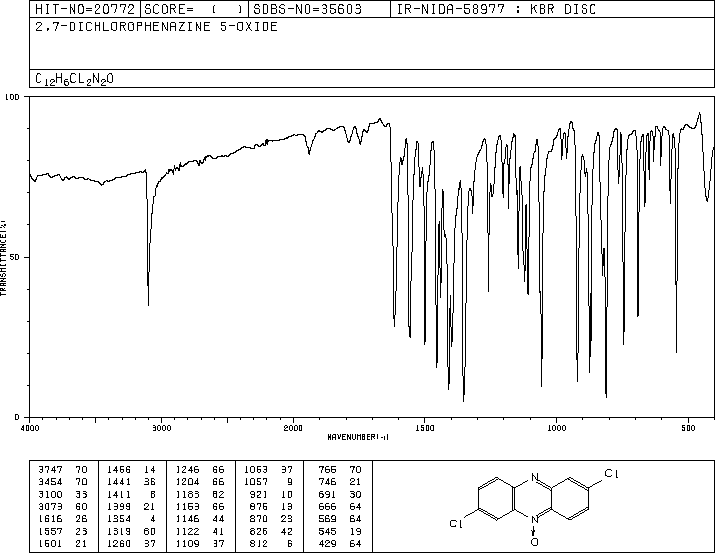 HIT-NO=20772 SCORE= ( ) SDBS-NO=35603 IR-NIDA-58977 : KBR DISC
2,7-DICHLOROPHENAZINE 5-OXIDE
C12H6CL2N2O
100
50
0
TRANSMITTANCE(%)
4000 3000 2000 1500 1000 500
WAVENUMBER(-1)
3747 70 1466 14 1246 66 1063 37 766 70
3454 70 1441 36 1204 66 1057 9 746 21
3100 33 1411 8 1183 62 921 10 691 30
3073 60 1399 21 1153 66 876 13 666 64
1616 26 1354 4 1146 44 870 23 569 64
1557 23 1319 60 1122 41 826 42 545 19
1501 21 1260 37 1109 37 812 6 429 64
Cl
N
N
Cl
O